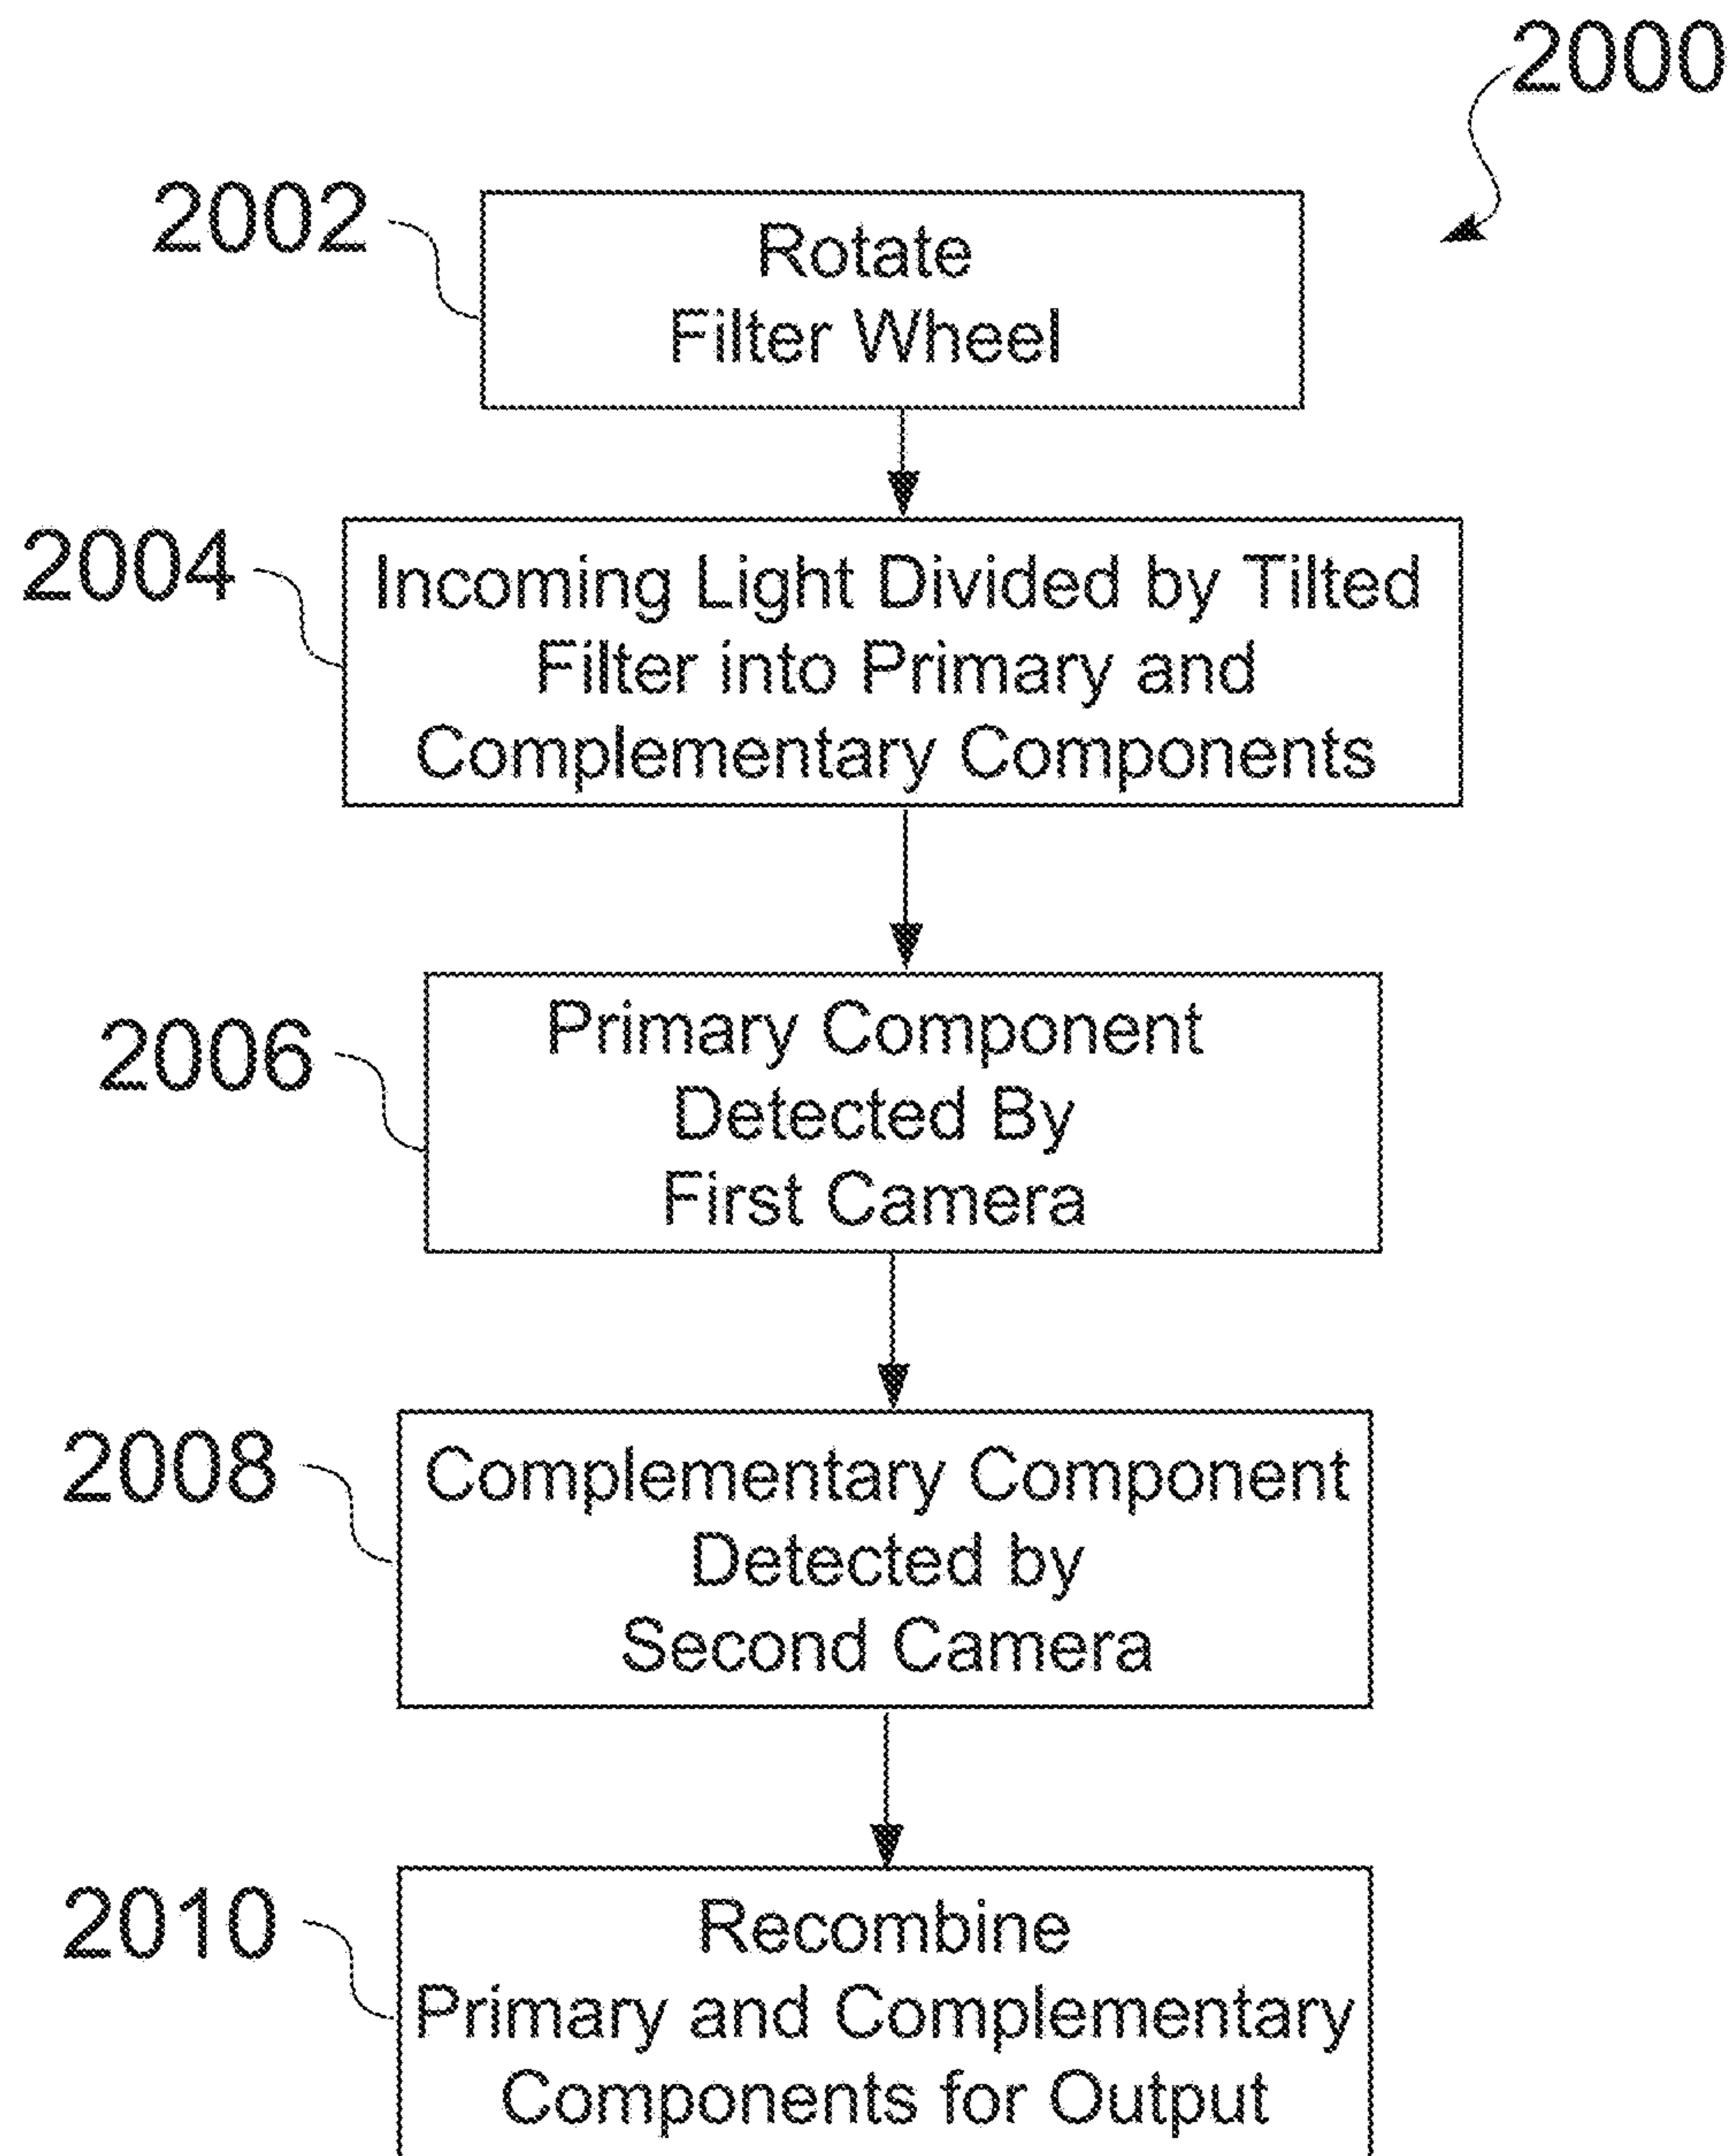 2000
2002
Rotate
Filter Wheel
2004
Incoming Light Divided by Tilted
Filter into Primary and
Complementary Components
2006
Primary Component
Detected By
First Camera
2008
Complementary Component
Detected by
Second Camera
2010
Recombine
Primary and Complementary
Components for Output